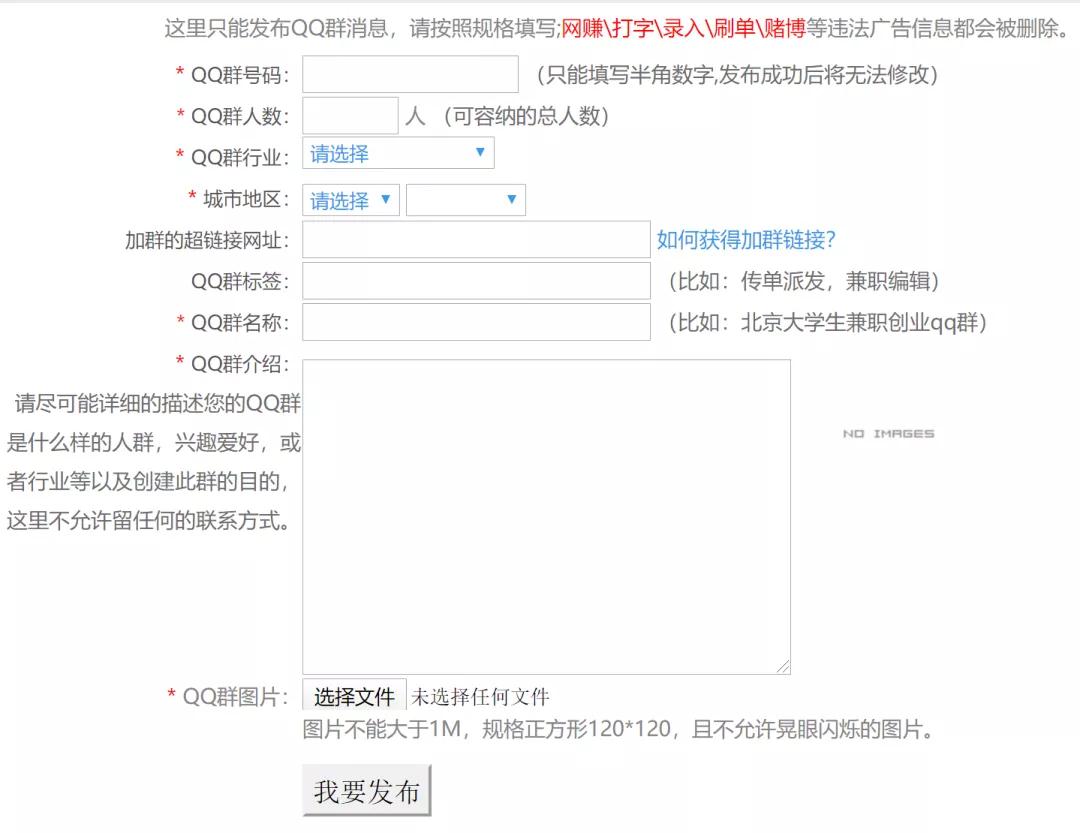 这里只能发布QQ群消息，请按照规格填写;网赚\打字\录入\刷单\赌博等违法广告信息都会被删除。
* QQ群号码： （只能填写半角数字,发布成功后将无法修改）
* QQ群人数： 人 （可容纳的总人数）
* QQ群行业： 请选择
* 城市地区： 请选择
加群的超链接网址： 如何获得加群链接?
QQ群标签： （比如：传单派发，兼职编辑）
* QQ群名称： （比如：北京大学生兼职创业qq群）
* QQ群介绍：
请尽可能详细的描述您的QQ群
是什么样的人群，兴趣爱好，或
者行业等以及创建此群的目的，
这里不允许留任何的联系方式。
NO IMAGES
* QQ群图片： 选择文件 未选择任何文件
图片不能大于1M，规格正方形120*120，且不允许晃眼闪烁的图片。
我要发布